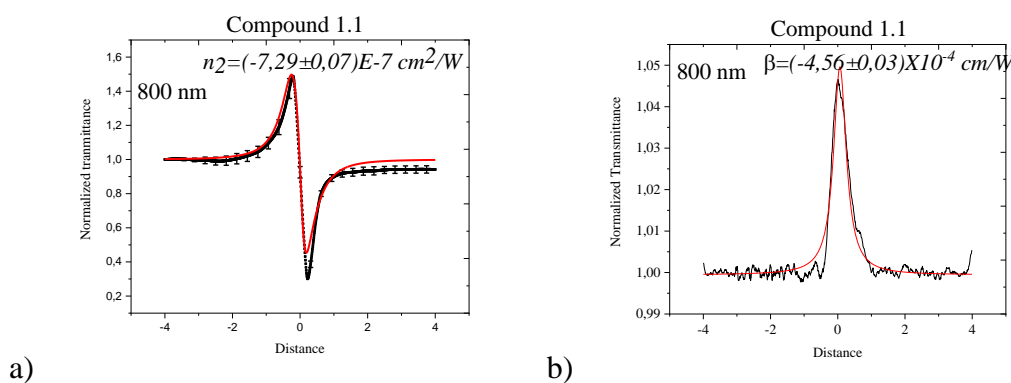 Compound 1.1
n2=(-7,29±0,07)E-7 cm²/W
800 nm
1,6
1,4
1,2
1,0
0,8
0,6
0,4
0,2
-4
-2
0
2
4
Normalized tranmittance
Distance
a)
Compound 1.1
β=(-4,56±0,03)X10⁻⁴ cm/W
800 nm
1,05
1,04
1,03
1,02
1,01
1,00
0,99
-4
-2
0
2
4
Normalized Transmittance
Distance
b)